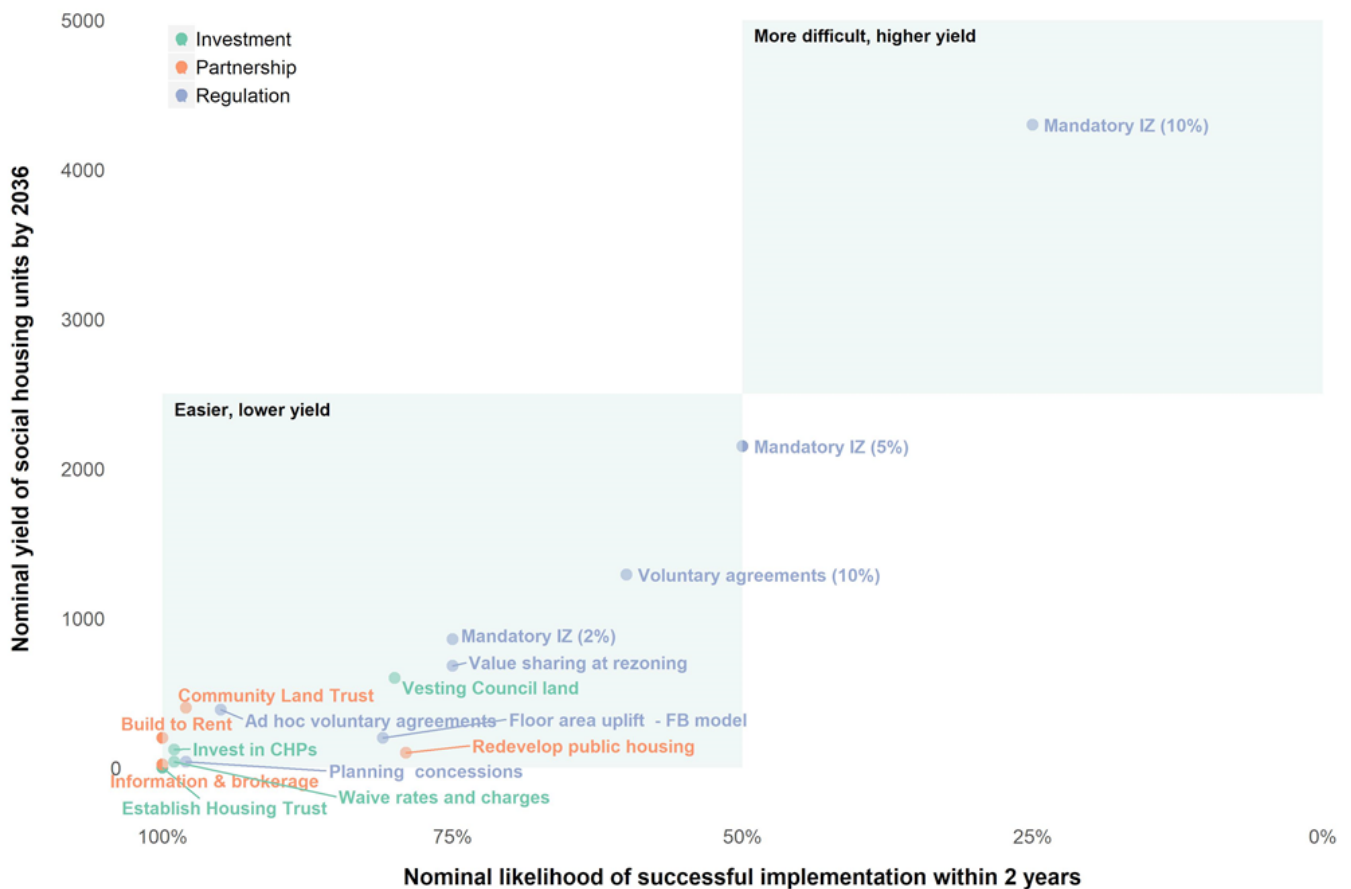 5000
Investment
More difficult, higher yield
Partnership
Regulation
Mandatory IZ (10%)
4000
Nominal yield of social housing units by 2036
3000
Easier, lower yield
Mandatory IZ (5%)
2000
Voluntary agreements (10%)
1000
Mandatory IZ (2%)
Value sharing at rezoning
Vesting Council land
Community Land Trust
Ad hoc voluntary agreements
Floor area uplift - FB model
Build to Rent
Invest in CHPs
Redevelop public housing
0
Planning concessions
Information & brokerage
Waive rates and charges
Establish Housing Trust
100%
75%
50%
25%
0%
Nominal likelihood of successful implementation within 2 years